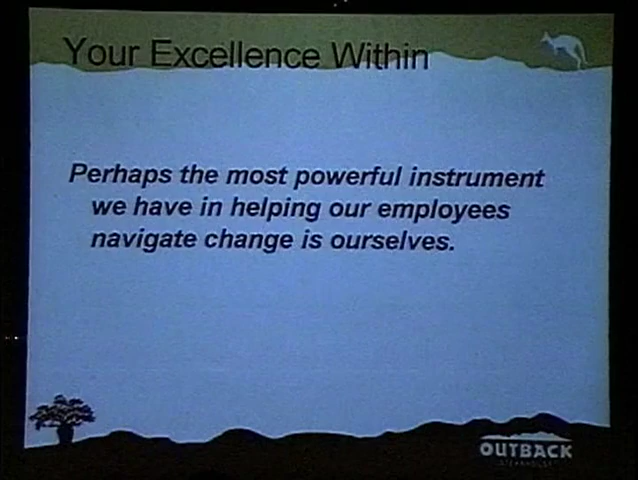 Your Excellence Within
Perhaps the most powerful instrument
we have in helping our employees
navigate change is ourselves.
OUTBACK